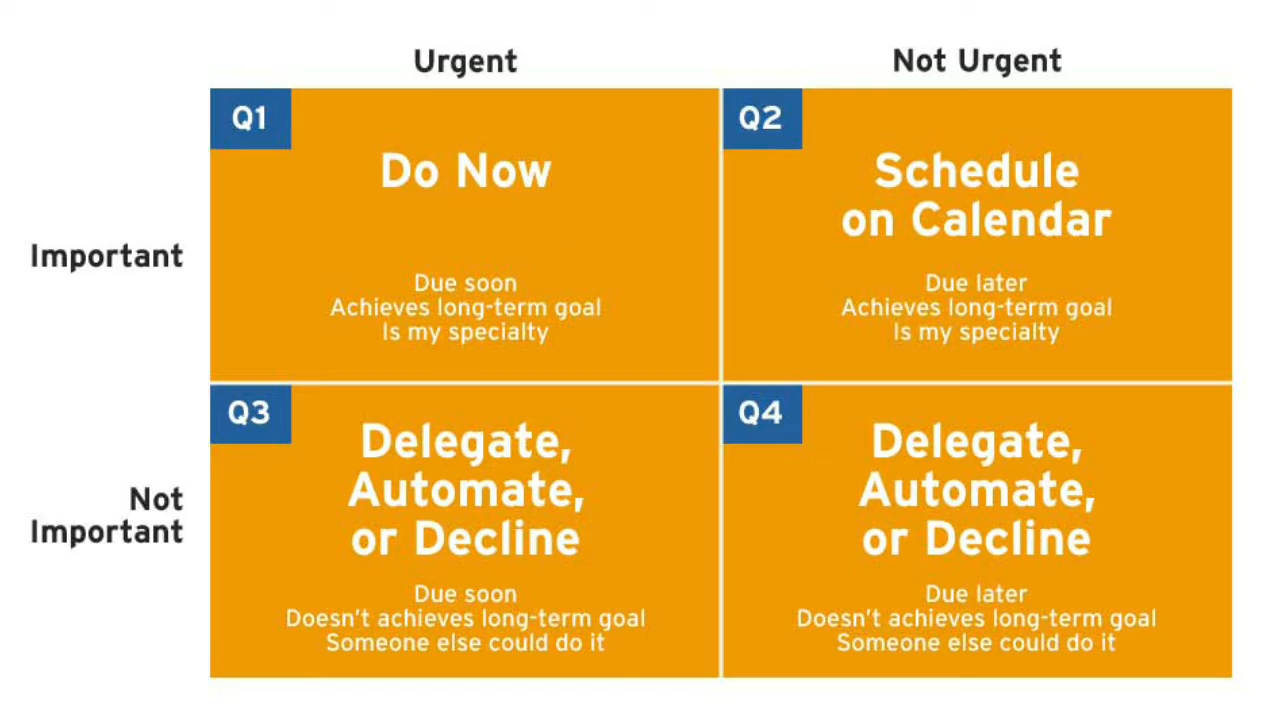 Urgent
Not Urgent
Important
Q1
Do Now
Due soon
Achieves long-term goal
Is my specialty
Q2
Schedule
on Calendar
Due later
Achieves long-term goal
Is my specialty
Not
Important
Q3
Delegate,
Automate,
or Decline
Due soon
Doesn't achieves long-term goal
Someone else could do it
Q4
Delegate,
Automate,
or Decline
Due later
Doesn't achieves long-term goal
Someone else could do it